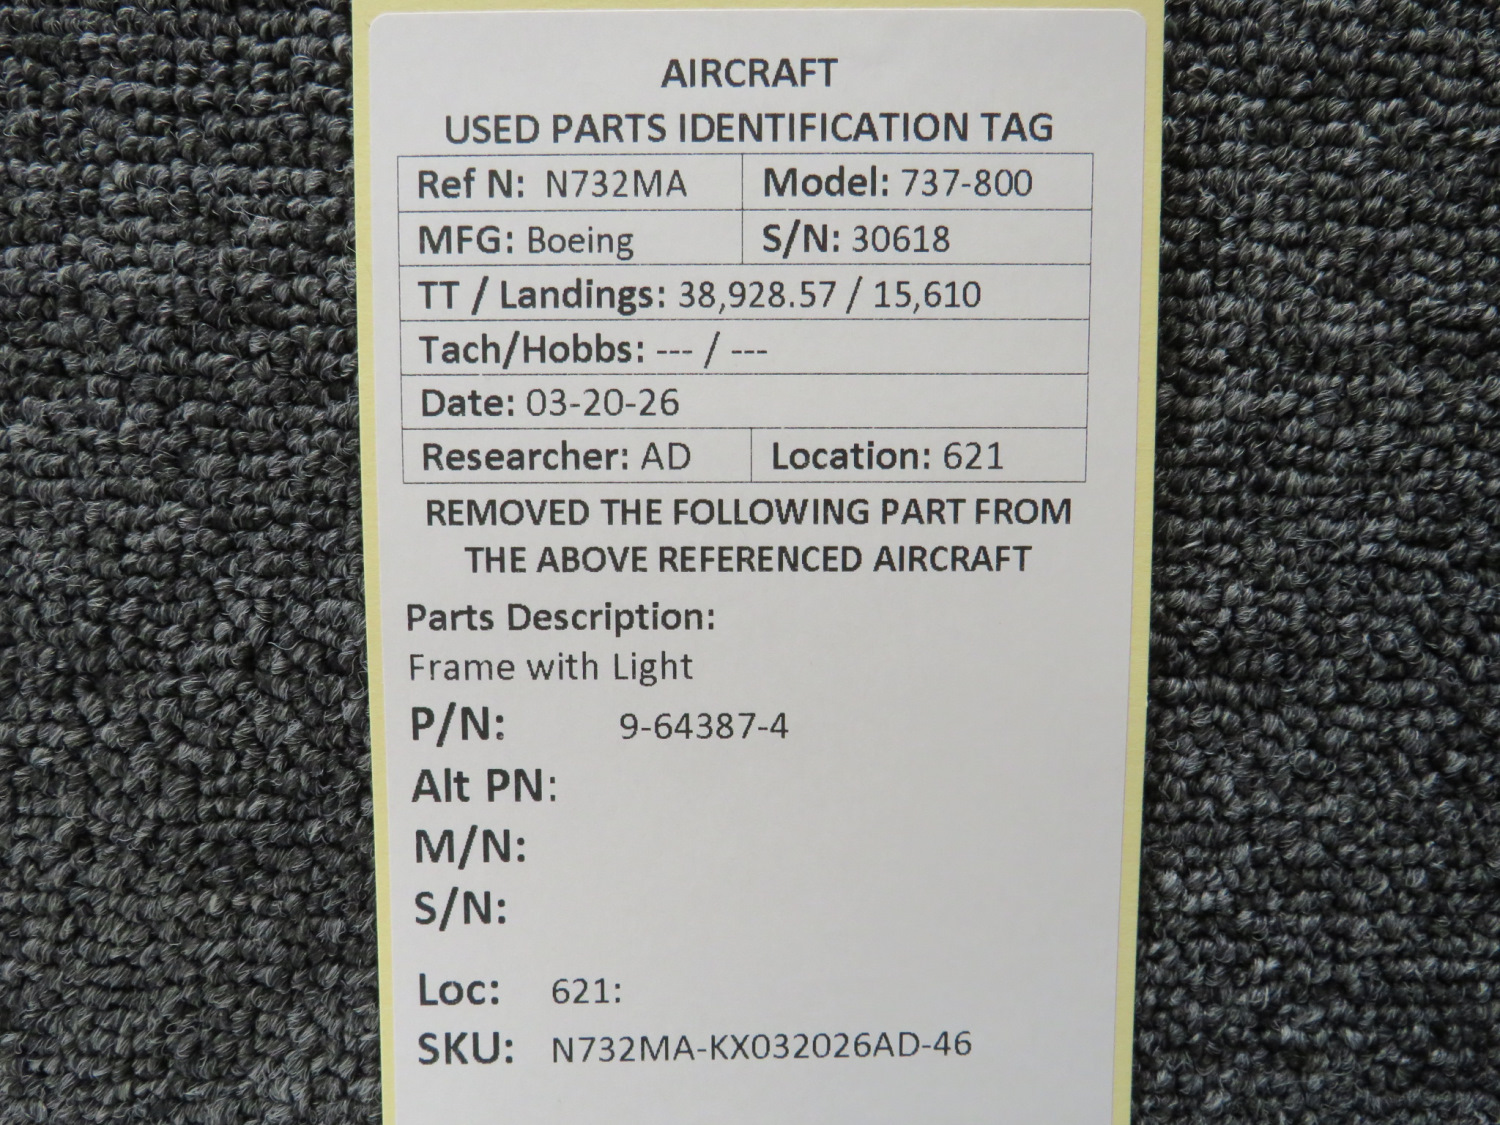 AIRCRAFT
USED PARTS IDENTIFICATION TAG
Ref N: N732MA Model: 737-800
MFG: Boeing S/N: 30618
TT / Landings: 38,928.57 / 15,610
Tach/Hobbs: --- / ---
Date: 03-20-26
Researcher: AD Location: 621
REMOVED THE FOLLOWING PART FROM
THE ABOVE REFERENCED AIRCRAFT
Parts Description:
Frame with Light
P/N: 9-64387-4
Alt PN:
M/N:
S/N:
Loc: 621:
SKU: N732MA-KX032026AD-46